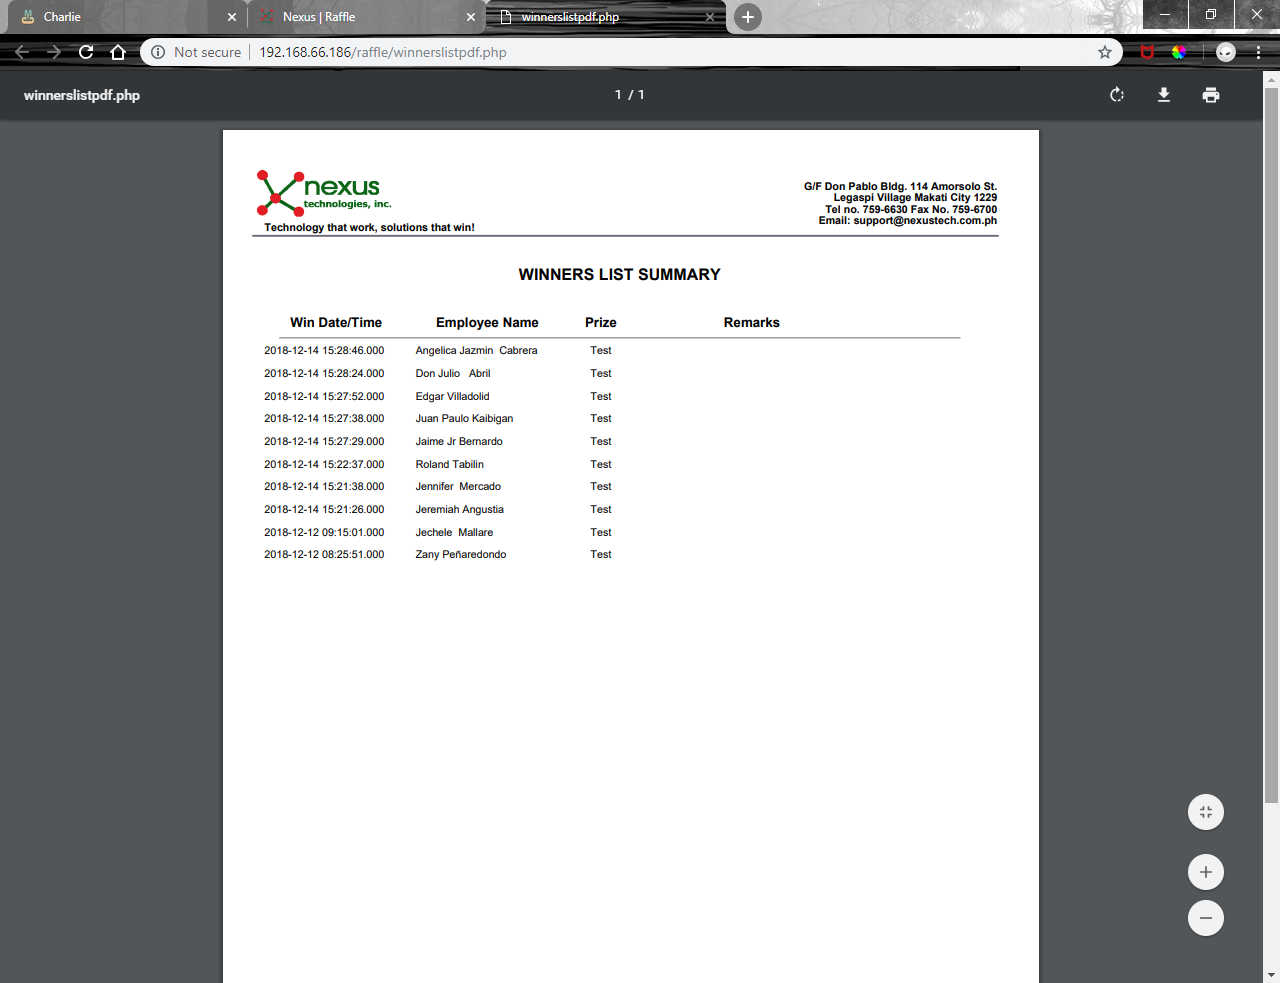 Charlie
Nexus | Raffle
winnerslistpdf.php
Not secure
192.168.66.186/raffle/winnerslistpdf.php
winnerslistpdf.php
1 / 1
nexus
technologies, inc.
Technology that work, solutions that win!
G/F Don Pablo Bldg. 114 Amorsolo St.
Legaspi Village Makati City 1229
Tel no. 759-6630 Fax No. 759-6700
Email: support@nexustech.com.ph
WINNERS LIST SUMMARY
Win Date/Time Employee Name Prize Remarks
2018-12-14 15:28:46.000 Angelica Jazmin Cabrera Test
2018-12-14 15:28:24.000 Don Julio Abril Test
2018-12-14 15:27:52.000 Edgar Villadolid Test
2018-12-14 15:27:38.000 Juan Paulo Kaibigan Test
2018-12-14 15:27:29.000 Jaime Jr Bernardo Test
2018-12-14 15:22:37.000 Roland Tabilin Test
2018-12-14 15:21:38.000 Jennifer Mercado Test
2018-12-14 15:21:26.000 Jeremiah Angustia Test
2018-12-12 09:15:01.000 Jechele Mallare Test
2018-12-12 08:25:51.000 Zany Peñaredondo Test